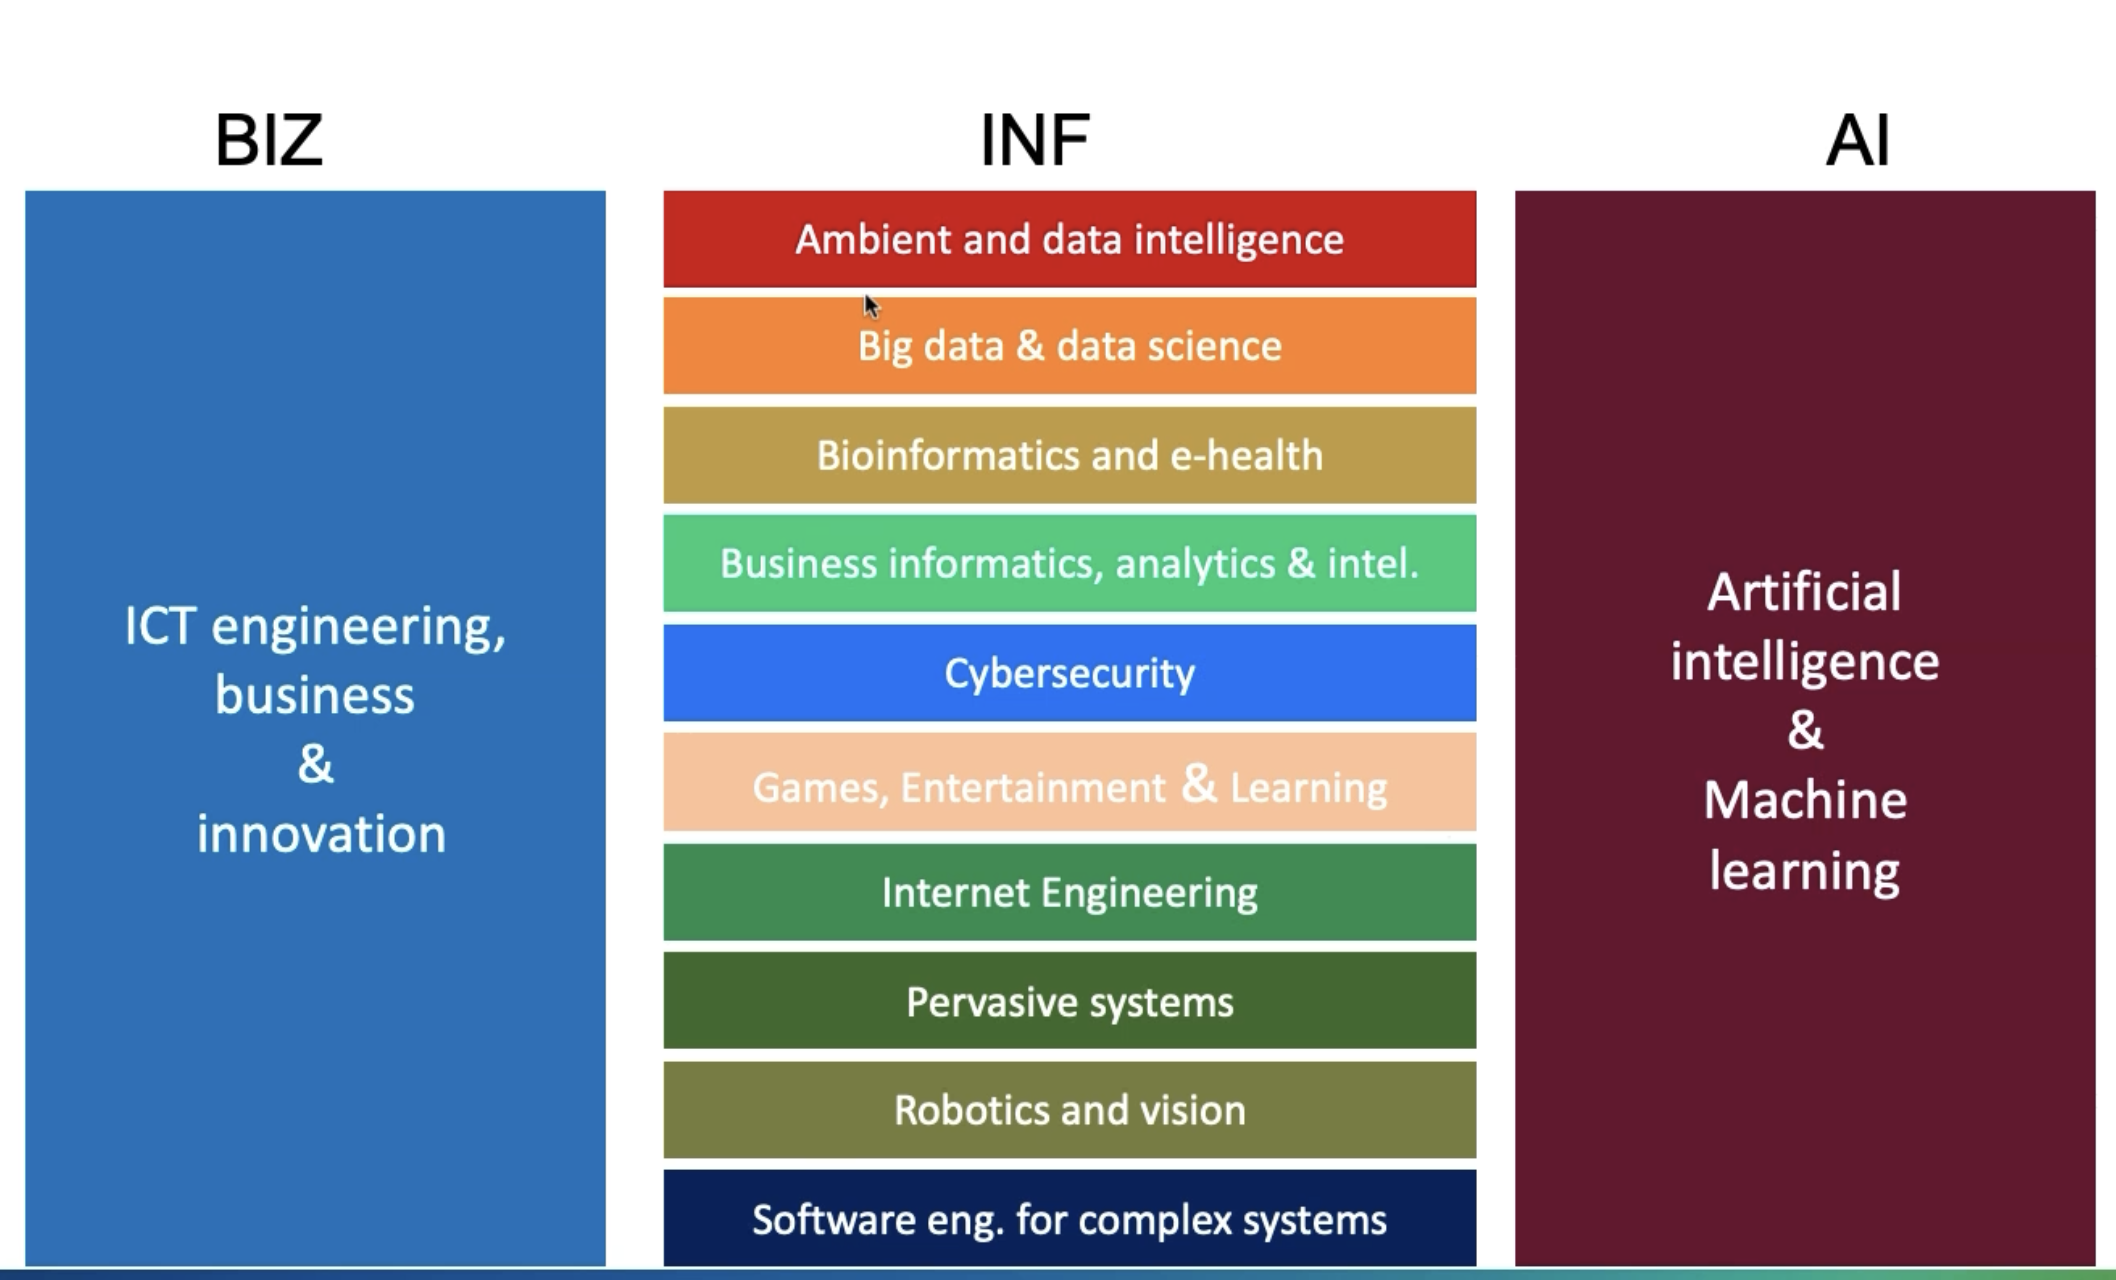 BIZ
INF
AI
ICT engineering,
business
&
innovation
Ambient and data intelligence
Big data & data science
Bioinformatics and e-health
Business informatics, analytics & intel.
Cybersecurity
Games, Entertainment & Learning
Internet Engineering
Pervasive systems
Robotics and vision
Software eng. for complex systems
Artificial
intelligence
&
Machine
learning